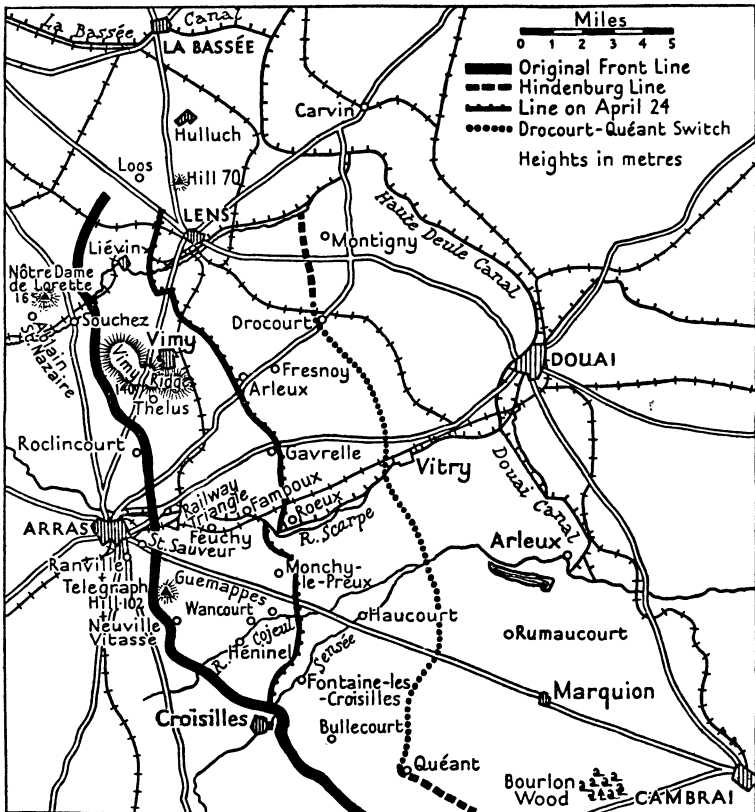 La Bassée Canal
LA BASSÉE
Miles
0 1 2 3 4 5
Original Front Line
Hindenburg Line
Line on April 24
Drocourt-Quéant Switch
Heights in metres
Carvin
Hulluch
Loos
Hill 70
LENS
Haute Deule Canal
Liévin
Montigny
Nôtre Dame
de Lorette
Souchez
Ablain
St. Nazaire
Drocourt
Vimy
Vimy Ridge
140
DOUAI
Fresnoy
Arleux
Thelus
Roclincourt
Gavrelle
Vitry
Douai Canal
Railway
Triangle
Fampoux
Roeux
ARRAS
St. Sauveur
Feuchy
R. Scarpe
Arleux
Ranville
Monchy-
le-Preux
Telegraph
Hill 102
Guemappes
Wancourt
Haucourt
Neuville
Vitasse
R. Cojeul
Héninel
Sensée
Rumaucourt
Fontaine-les
-Croisilles
Marquion
Croïsilles
Bullecourt
Quéant
Bourlon
Wood
CAMBRAI